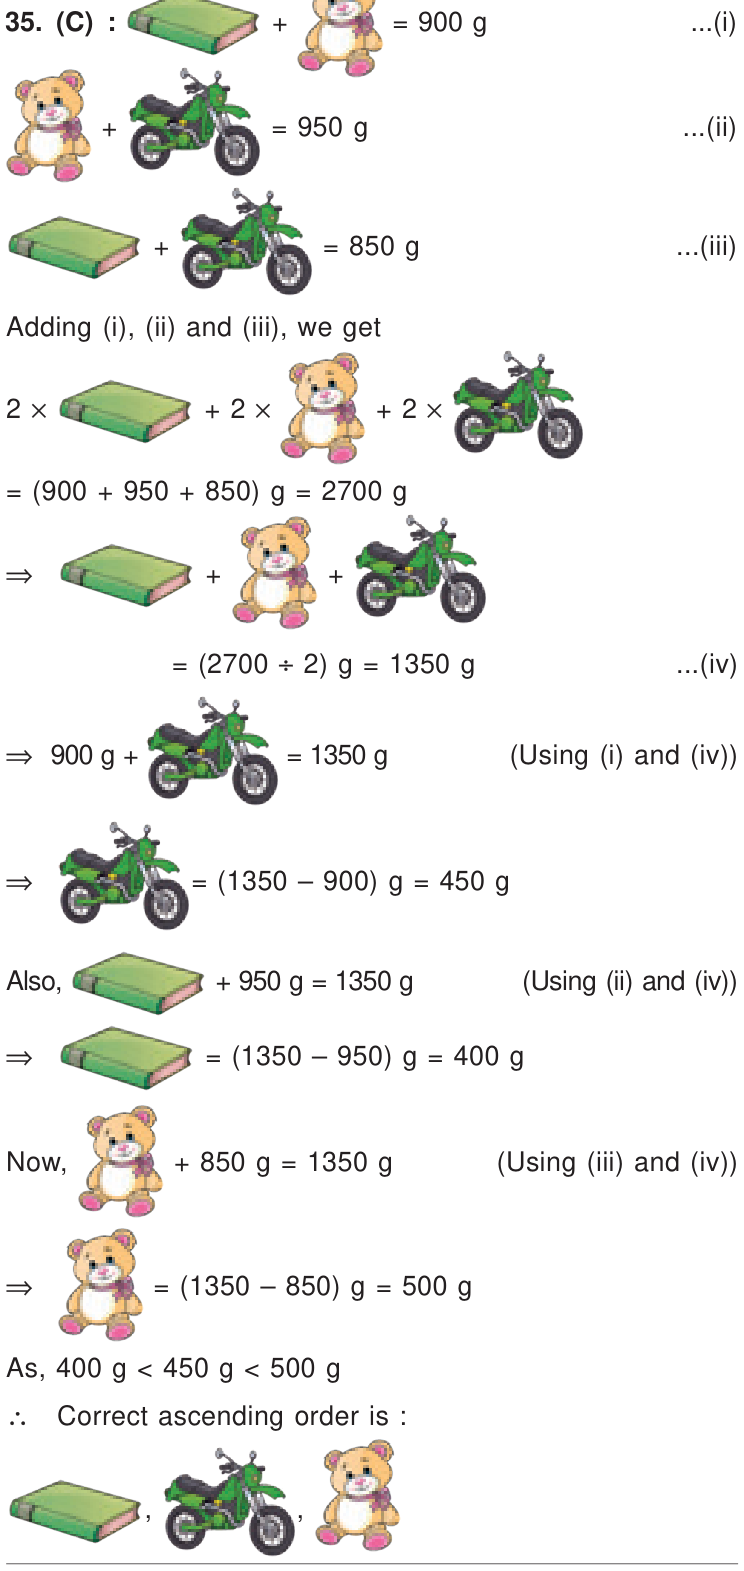 35. (C) : + = 900 g ...(i)
+ = 950 g ...(ii)
+ = 850 g ...(iii)
Adding (i), (ii) and (iii), we get
2 × + 2 × + 2 ×
= (900 + 950 + 850) g = 2700 g
⇒ + +
= (2700 ÷ 2) g = 1350 g ...(iv)
⇒ 900 g + = 1350 g (Using (i) and (iv))
⇒ = (1350 – 900) g = 450 g
Also, + 950 g = 1350 g (Using (ii) and (iv))
⇒ = (1350 – 950) g = 400 g
Now, + 850 g = 1350 g (Using (iii) and (iv))
⇒ = (1350 – 850) g = 500 g
As, 400 g < 450 g < 500 g
∴ Correct ascending order is :
, ,